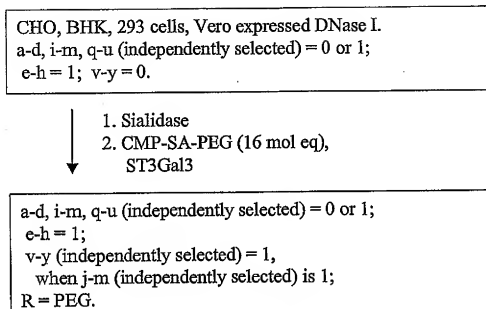 CHO, BHK, 293 cells, Vero expressed DNase I.
a-d, i-m, q-u (independently selected) = 0 or 1;
e-h = 1; v-y = 0.
1. Sialidase
2. CMP-SA-PEG (16 mol eq),
ST3Gal3
a-d, i-m, q-u (independently selected) = 0 or 1;
e-h = 1;
v-y (independently selected) = 1,
when j-m (independently selected) is 1;
R = PEG.